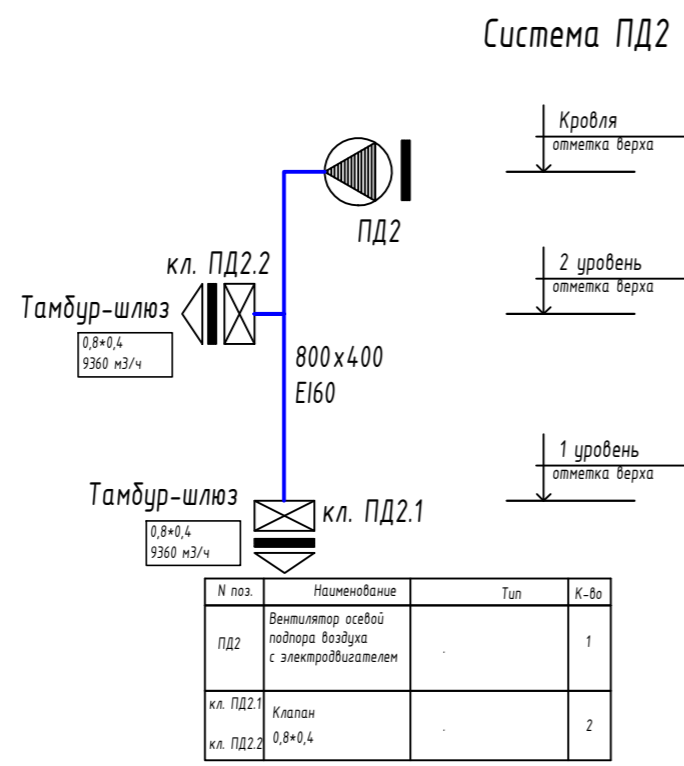 Система ПД2
Кровля
отметка верха
ПД2
кл. ПД2.2
2 уровень
отметка верха
Тамбур-шлюз
0,8*0,4
9360 м3/ч
800х400
EI60
1 уровень
отметка верха
Тамбур-шлюз
кл. ПД2.1
0,8*0,4
9360 м3/ч
N поз.
Наименование
Тип
К-во
ПД2
Вентилятор осевой
подпора воздуха
с электродвигателем
.
1
кл. ПД2.1
кл. ПД2.2
Клапан
0,8*0,4
.
2